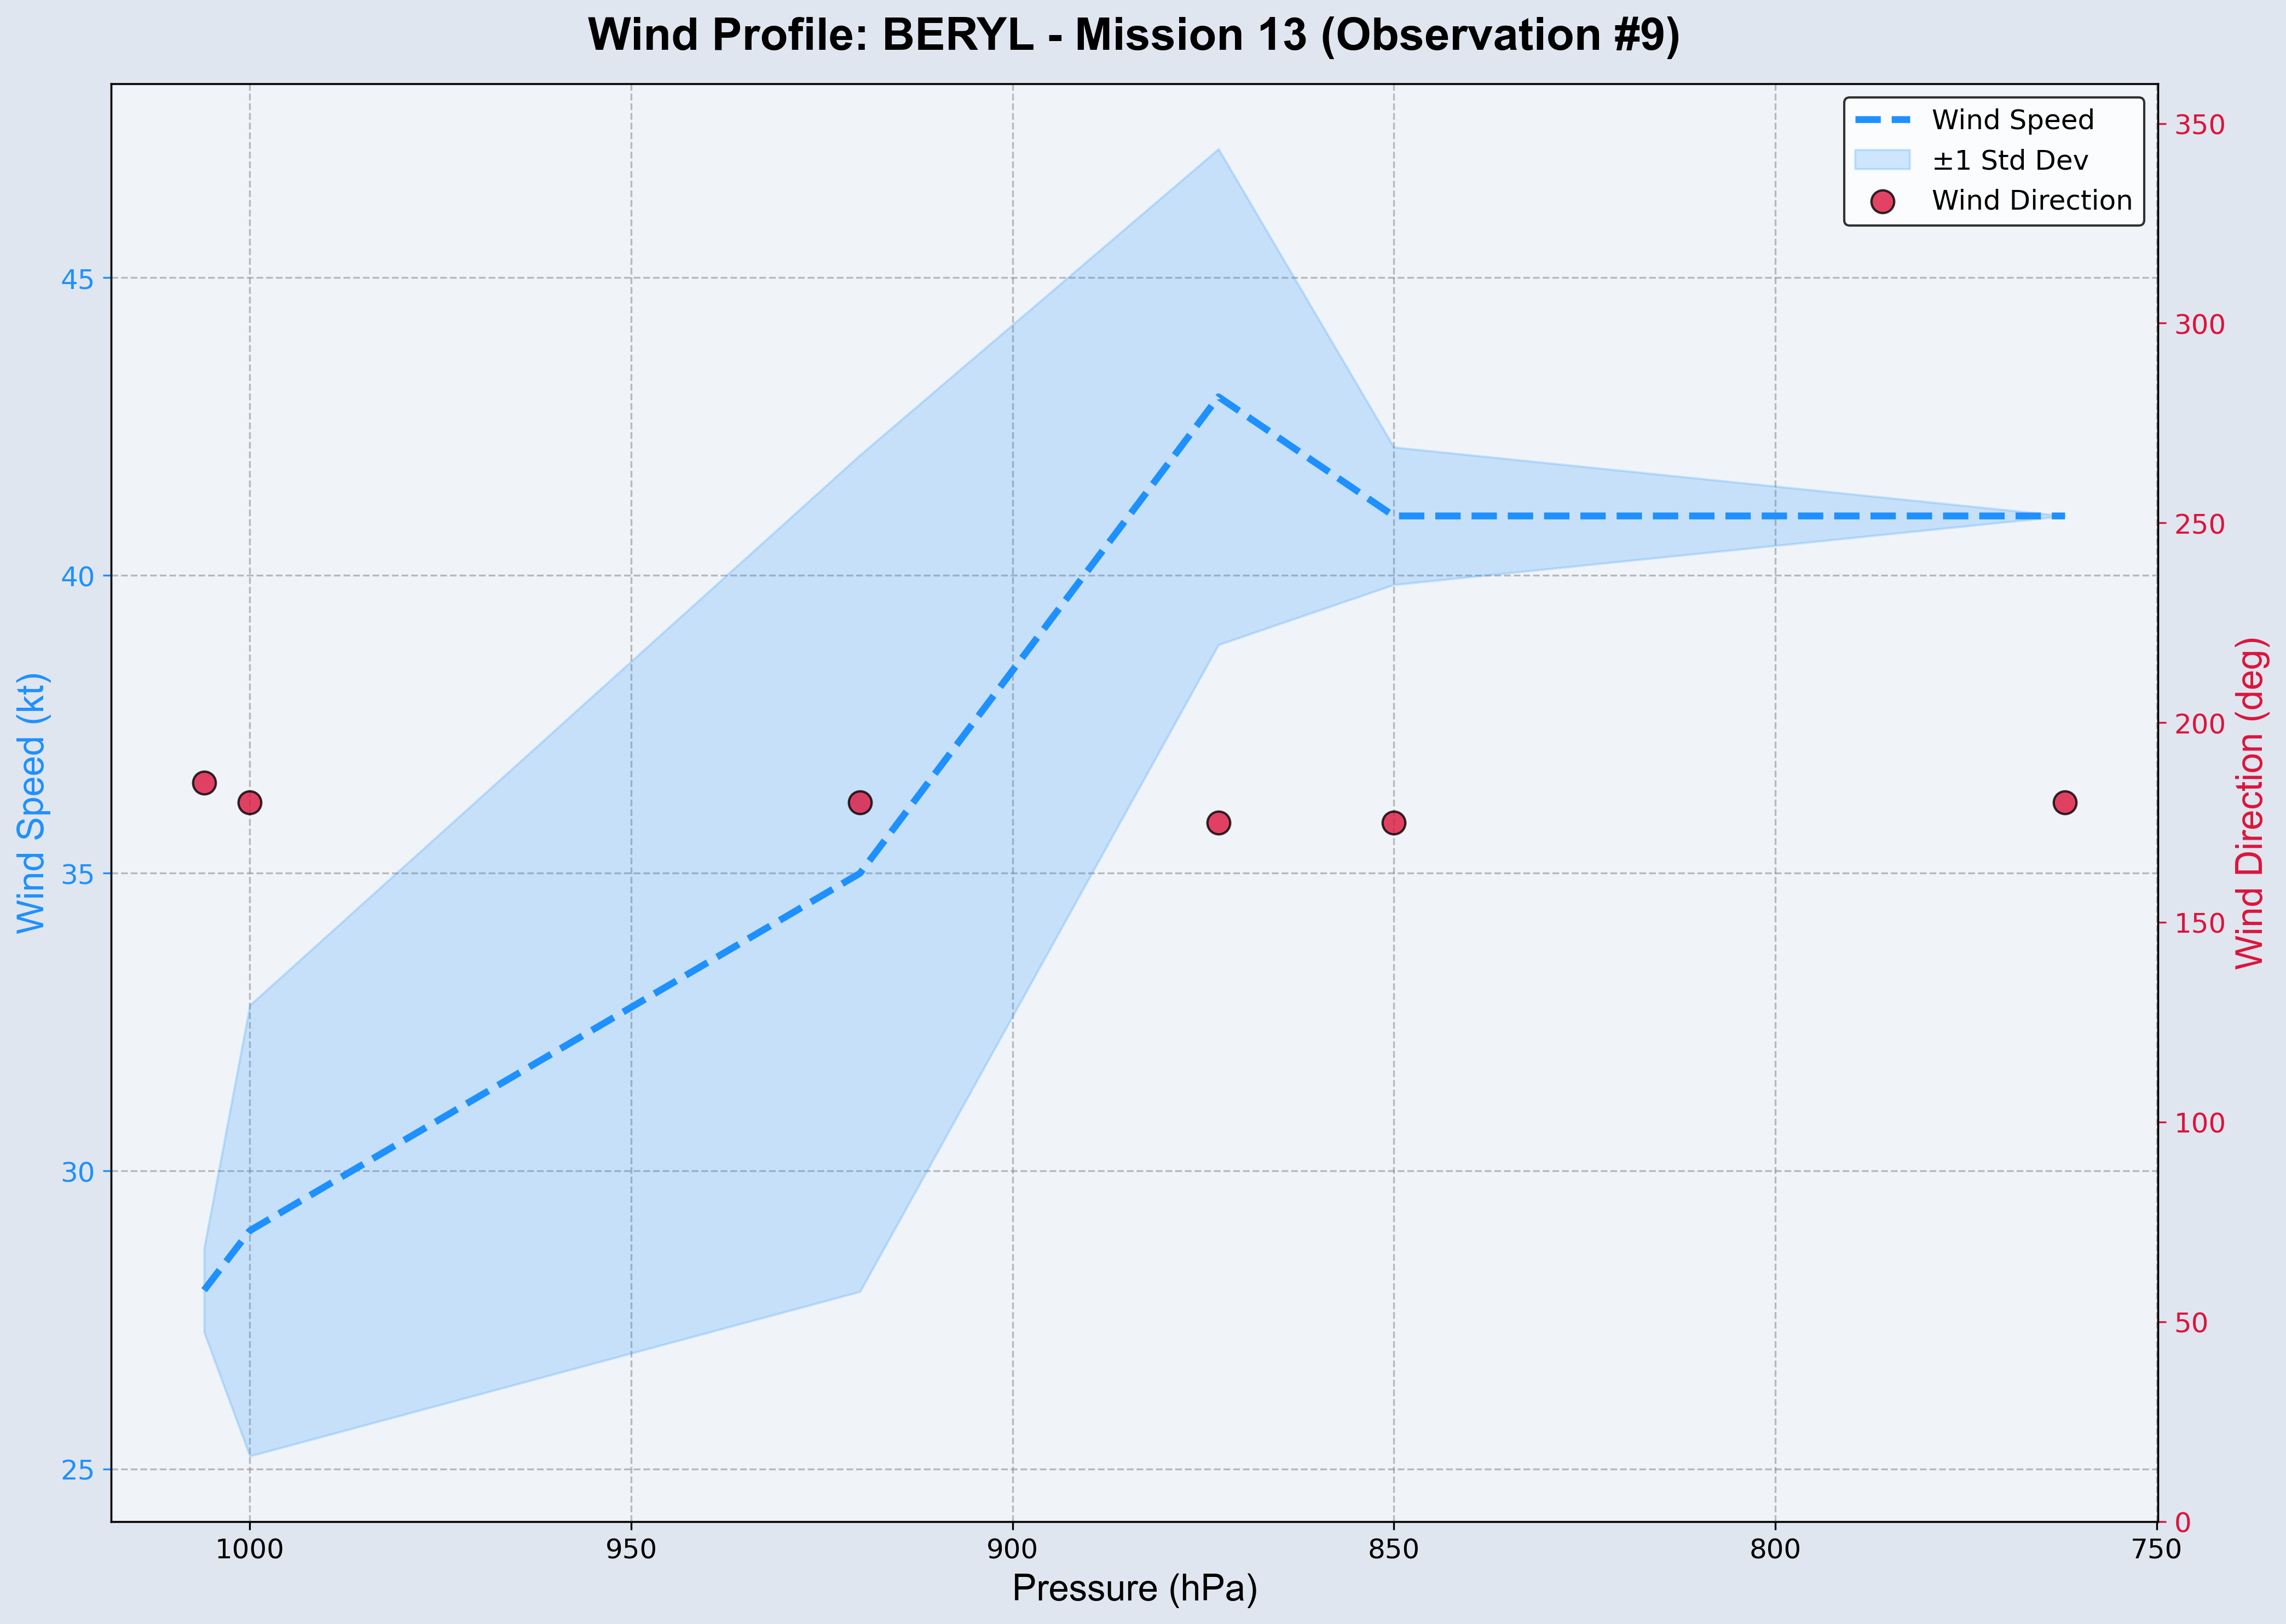 Wind Profile: BERYL - Mission 13 (Observation #9)
Wind Speed
±1 Std Dev
Wind Direction
Wind Speed (kt)
45
40
35
30
25
350
300
250
200
150
100
50
0
Wind Direction (deg)
1000 950 900 850 800 750
Pressure (hPa)